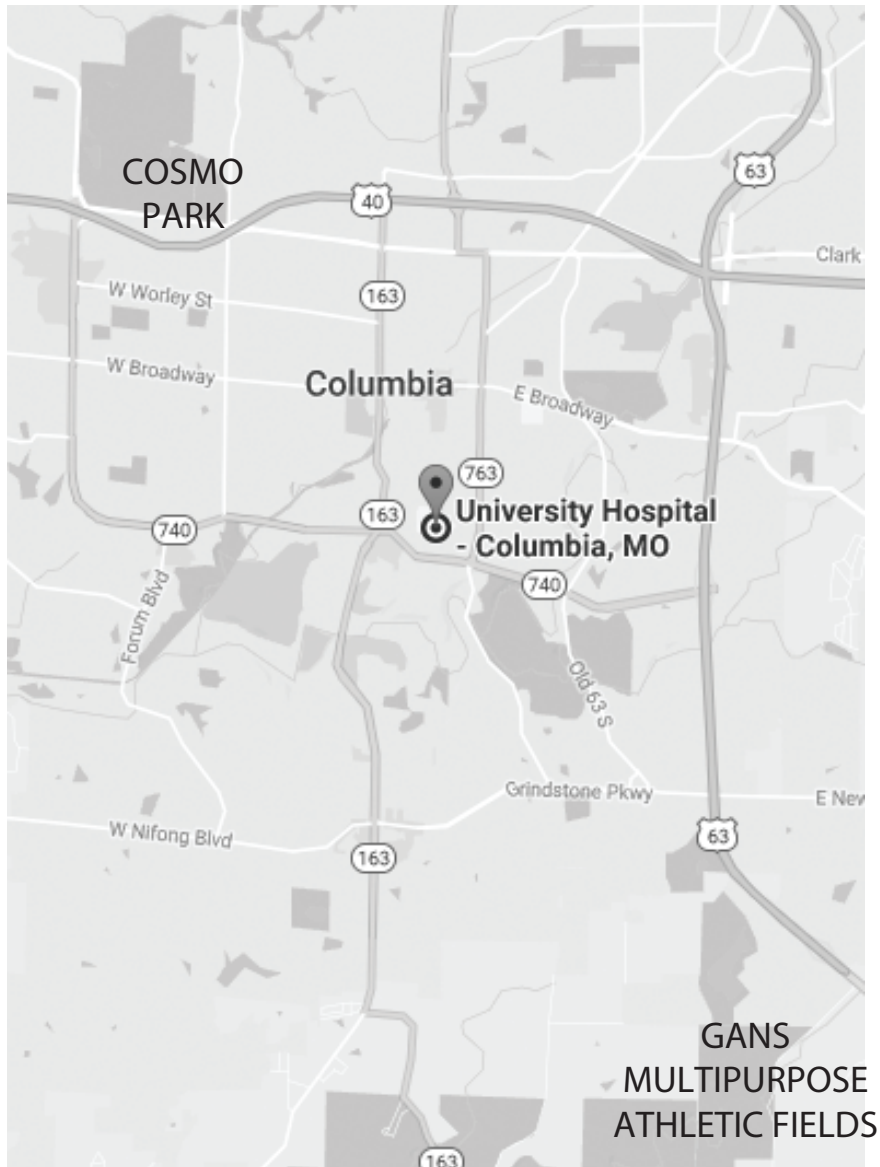 63
COSMO
PARK
40
Clark
163
W Worley St
W Broadway
Columbia
E Broadway
763
163
University Hospital
- Columbia, MO
740
740
Forum Blvd
Old 63 S
Grindstone Pkwy
E New
W Nifong Blvd
63
163
GANS
MULTIPURPOSE
ATHLETIC FIELDS
163